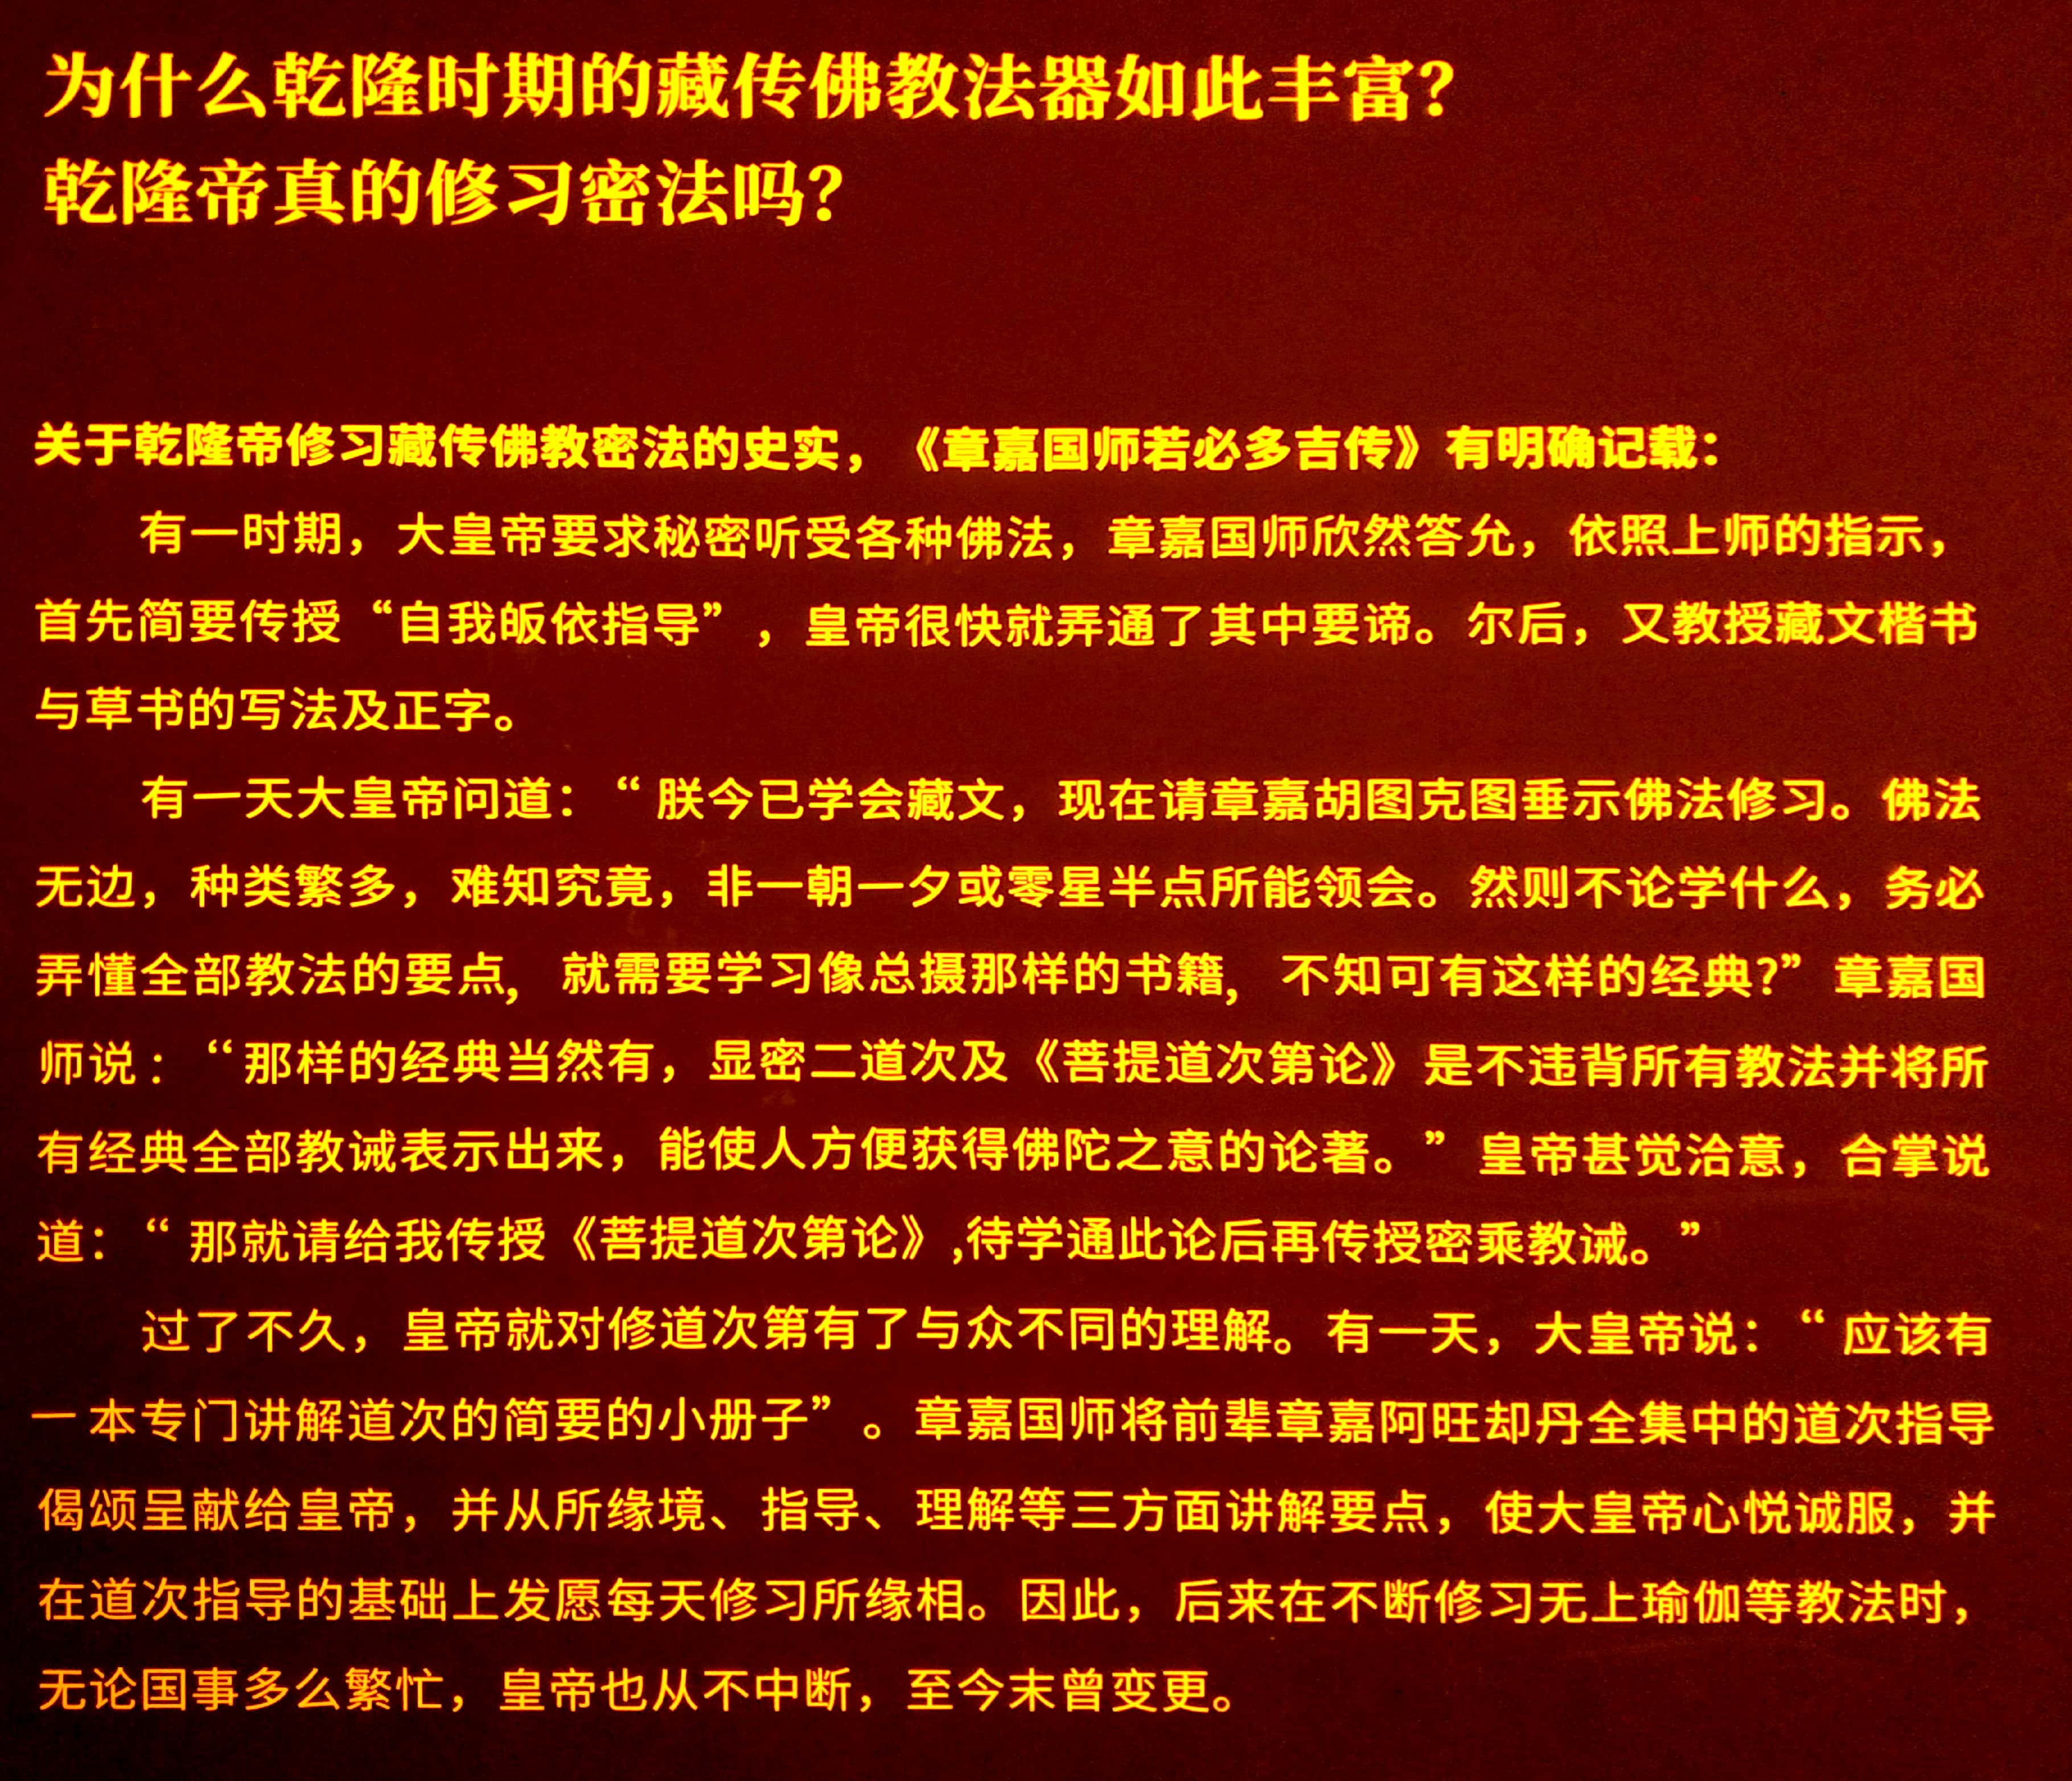 为什么乾隆时期的藏传佛教法器如此丰富？
乾隆帝真的修习密法吗？
关于乾隆帝修习藏传佛教密法的史实，《章嘉国师若必多吉传》有明确记载：
有一时期，大皇帝要求秘密听受各种佛法，章嘉国师欣然答允，依照上师的指示，
首先简要传授“自我皈依指导”，皇帝很快就弄通了其中要谛。尔后，又教授藏文楷书
与草书的写法及正字。
有一天大皇帝问道：“朕今已学会藏文，现在请章嘉胡图克图垂示佛法修习。佛法
无边，种类繁多，难知究竟，非一朝一夕或零星半点所能领会。然则不论学什么，务必
弄懂全部教法的要点，就需要学习像总摄那样的书籍，不知可有这样的经典？”章嘉国
师说：“那样的经典当然有，显密二道次及《菩提道次第论》是不违背所有教法并将所
有经典全部教诫表示出来，能使人方便获得佛陀之意的论著。”皇帝甚觉洽意，合掌说
道：“那就请给我传授《菩提道次第论》,待学通此论后再传授密乘教诫。”
过了不久，皇帝就对修道次第有了与众不同的理解。有一天，大皇帝说：“应该有
一本专门讲解道次的简要的小册子”。章嘉国师将前辈章嘉阿旺却丹全集中的道次指导
偈颂呈献给皇帝，并从所缘境、指导、理解等三方面讲解要点，使大皇帝心悦诚服，并
在道次指导的基础上发愿每天修习所缘相。因此，后来在不断修习无上瑜伽等教法时，
无论国事多么繁忙，皇帝也从不中断，至今末曾变更。